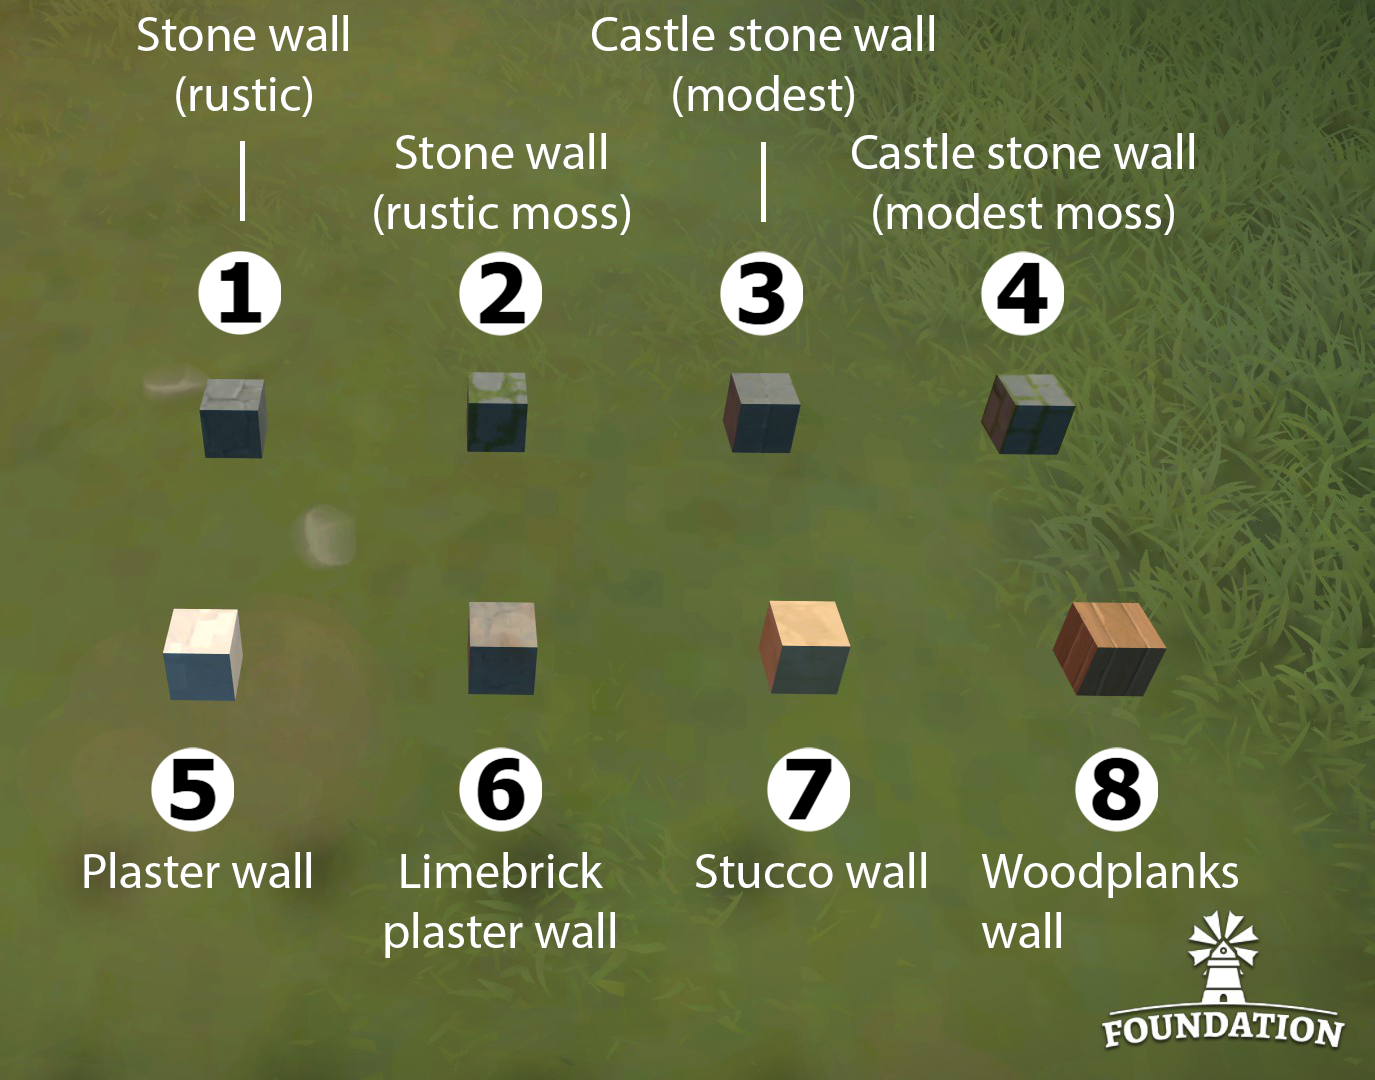 Stone wall
(rustic)
Castle stone wall
(modest)
Stone wall
(rustic moss)
Castle stone wall
(modest moss)
1
2
3
4
5
6
7
8
Plaster wall
Limebrick
plaster wall
Stucco wall
Woodplanks
wall
FOUNDATION